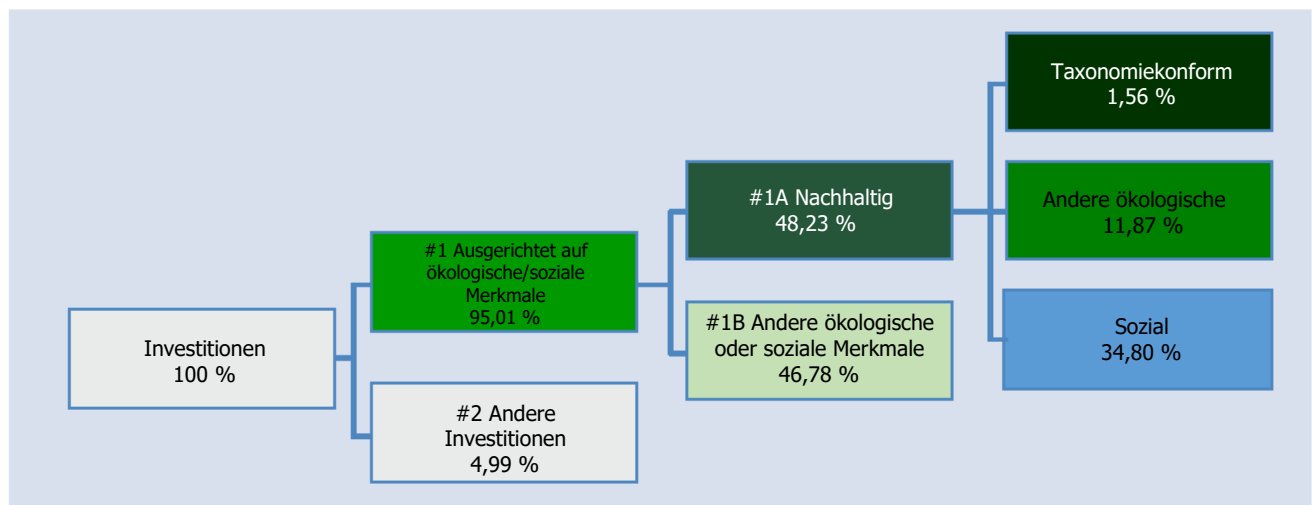 Investitionen
100 %
#1 Ausgerichtet auf
ökologische/soziale
Merkmale
95,01 %
#2 Andere
Investitionen
4,99 %
#1A Nachhaltig
48,23 %
#1B Andere ökologische
oder soziale Merkmale
46,78 %
Taxonomiekonform
1,56 %
Andere ökologische
11,87 %
Sozial
34,80 %